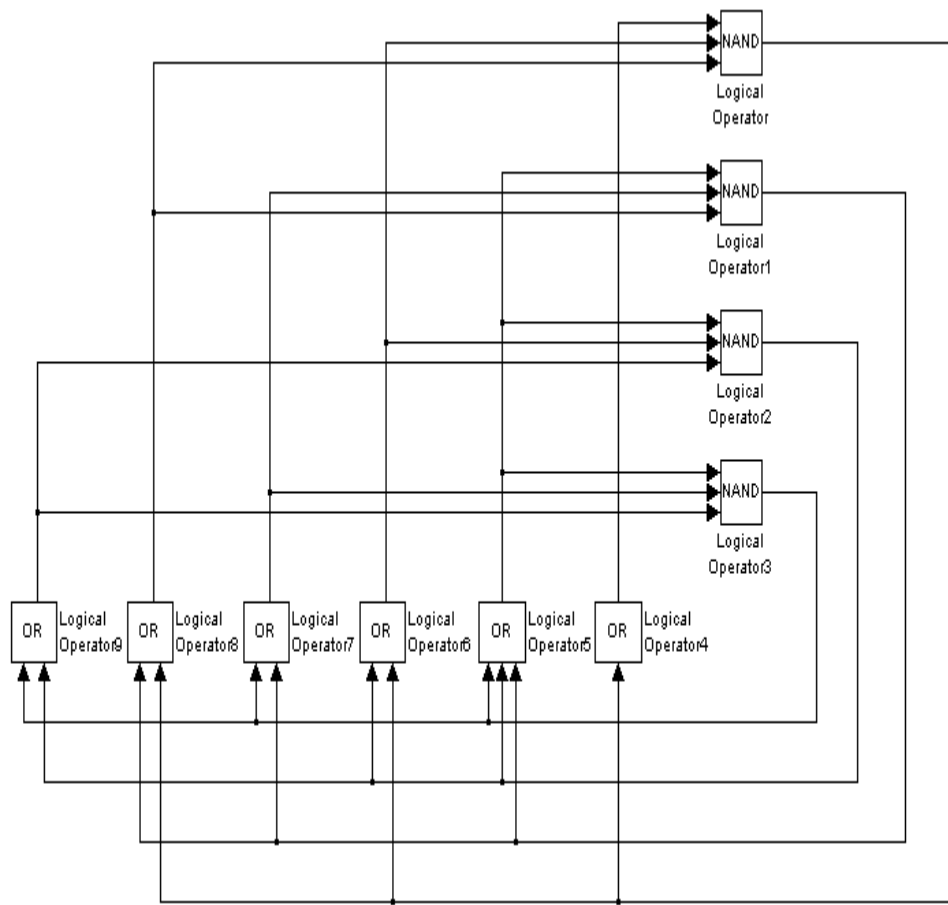 NAND
Logical
Operator
NAND
Logical
Operator1
NAND
Logical
Operator2
NAND
Logical
Operator3
OR
Logical
Operator9
OR
Logical
Operator8
OR
Logical
Operator7
OR
Logical
Operator6
OR
Logical
Operator5
OR
Logical
Operator4